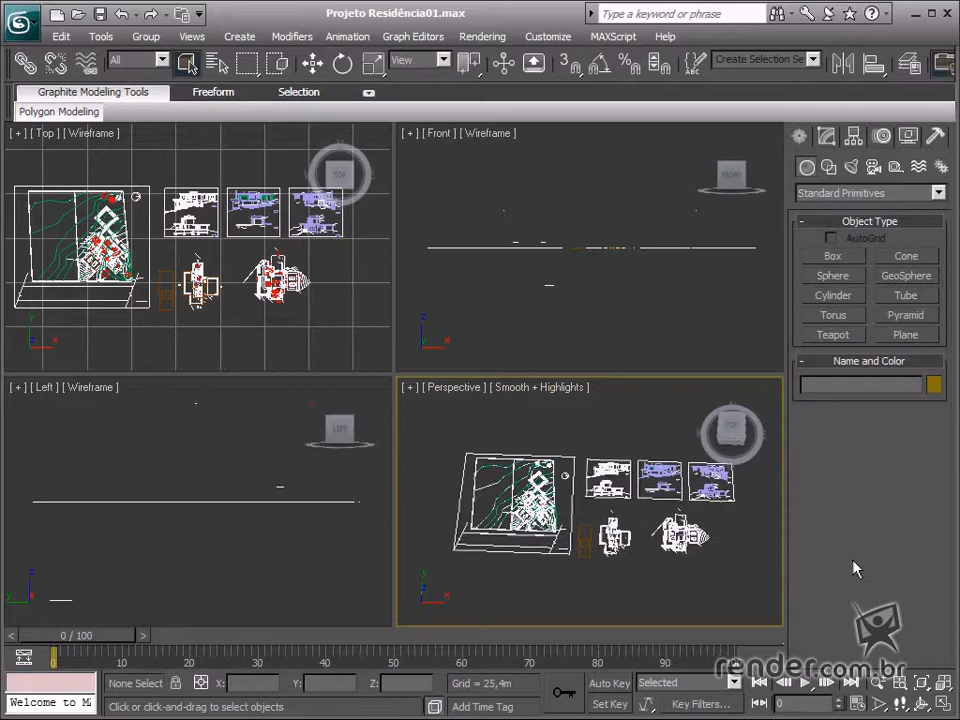 Projeto Residência01.max
Type a keyword or phrase
Edit Tools Group Views Create Modifiers Animation Graph Editors Rendering Customize MAXScript Help
All View Create Selection Se
Graphite Modeling Tools Freeform Selection
Polygon Modeling
[ + ] [ Top ] [ Wireframe ]
TOP
[ + ] [ Front ] [ Wireframe ]
FRONT
Standard Primitives
- Object Type
AutoGrid
Box Cone
Sphere GeoSphere
Cylinder Tube
Torus Pyramid
Teapot Plane
- Name and Color
z
y x
z
y x
[ + ] [ Left ] [ Wireframe ]
LEFT
[ + ] [ Perspective ] [ Smooth + Highlights ]
z
y x
y
z x
< 0 / 100 >
0 10 20 30 40 50 60 70 80 90 100
render.com.br
None Select X: Y: Z: Grid = 25,4m Auto Key Selected
Welcome to M
Click or click-and-drag to select objects Add Time Tag Set Key Key Filters... 0